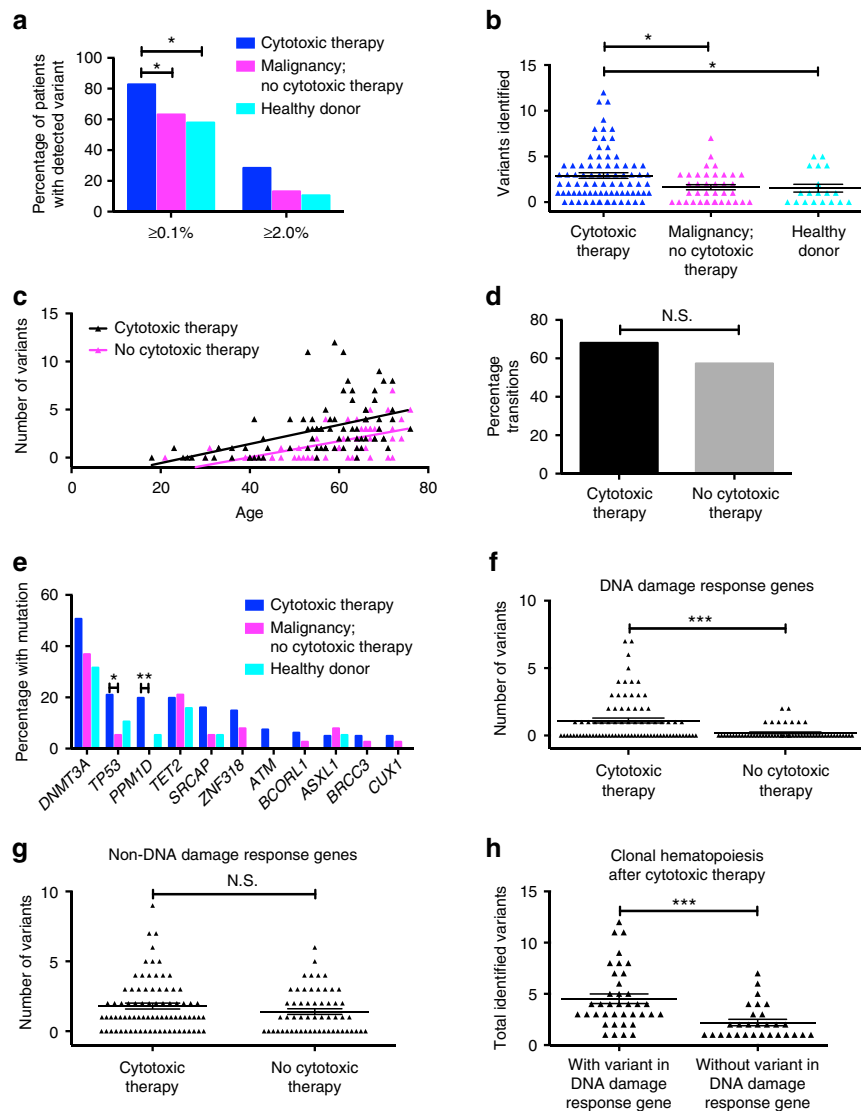 a
Percentage of patients
with detected variant
100
80
60
40
20
0
*
*
Cytotoxic therapy
Malignancy;
no cytotoxic therapy
Healthy donor
≥0.1%
≥2.0%
b
Variants identified
15
10
5
0
*
*
Cytotoxic
therapy
Malignancy;
no cytotoxic
therapy
Healthy
donor
c
Number of variants
15
10
5
0
Cytotoxic therapy
No cytotoxic therapy
0
20
40
60
80
Age
d
Percentage
transitions
80
60
40
20
0
N.S.
Cytotoxic
therapy
No cytotoxic
therapy
e
Percentage with mutation
60
40
20
0
*
**
Cytotoxic therapy
Malignancy;
no cytotoxic therapy
Healthy donor
DNMT3A
TP53
PPM1D
TET2
SRCAP
ZNF318
ATM
BCORL1
ASXL1
BRCC3
CUX1
f
DNA damage response genes
Number of variants
10
5
0
***
Cytotoxic
therapy
No cytotoxic
therapy
g
Non-DNA damage response genes
Number of variants
10
5
0
N.S.
Cytotoxic
therapy
No cytotoxic
therapy
h
Clonal hematopoiesis
after cytotoxic therapy
Total identified variants
15
10
5
0
***
With variant in
DNA damage
response gene
Without variant in
DNA damage
response gene